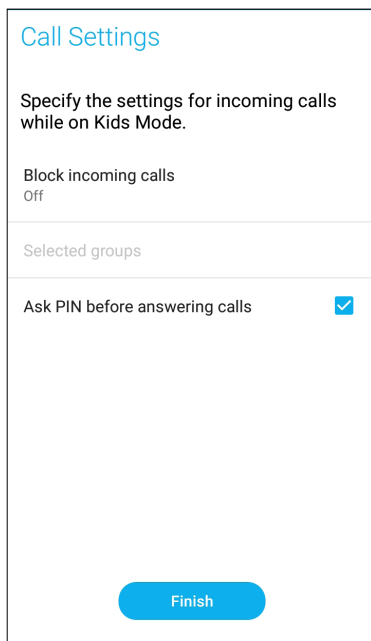 Call Settings
Specify the settings for incoming calls
while on Kids Mode.
Block incoming calls
Off
Selected groups
Ask PIN before answering calls
Finish